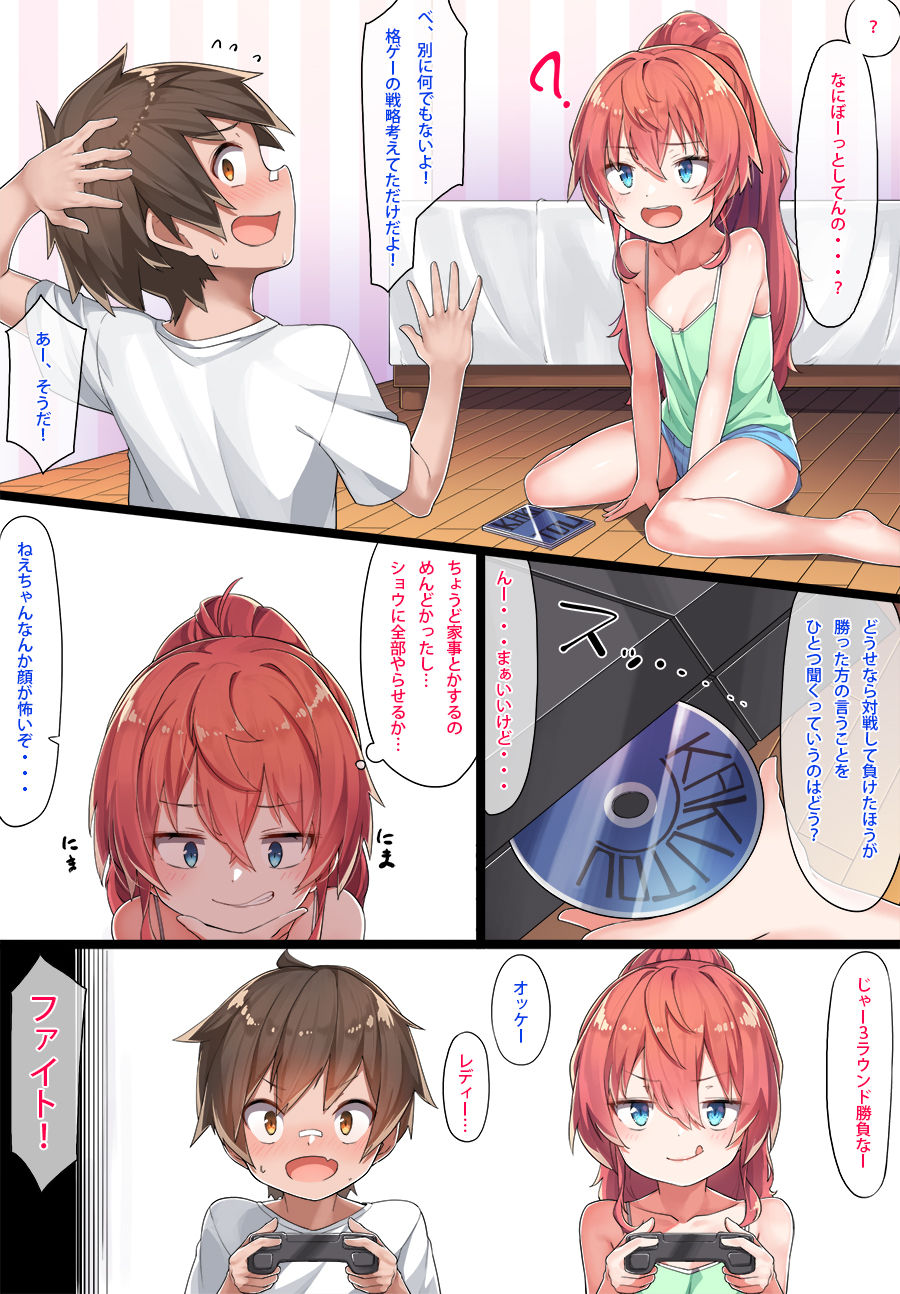 ?
なにぼーっとしてんの・・・・?
?
べ、別に何でもないよ!
格ゲーの戦略考えてただけだよ!
あー、そうだ!
どうせなら対戦して負けたほうが
勝った方の言うことを
ひとつ聞くっていうのはどう?
スッ・・・・・・
KAKUTOU
んー・・・まぁいいけど・・・
ちょうど家事とかするの
めんどかったし…
ショウに全部やらせるか…
にま
にま
ねえちゃんなんか顔が怖いぞ・・・
じゃー3ラウンド勝負なー
オッケー
レディー…
ファイト!